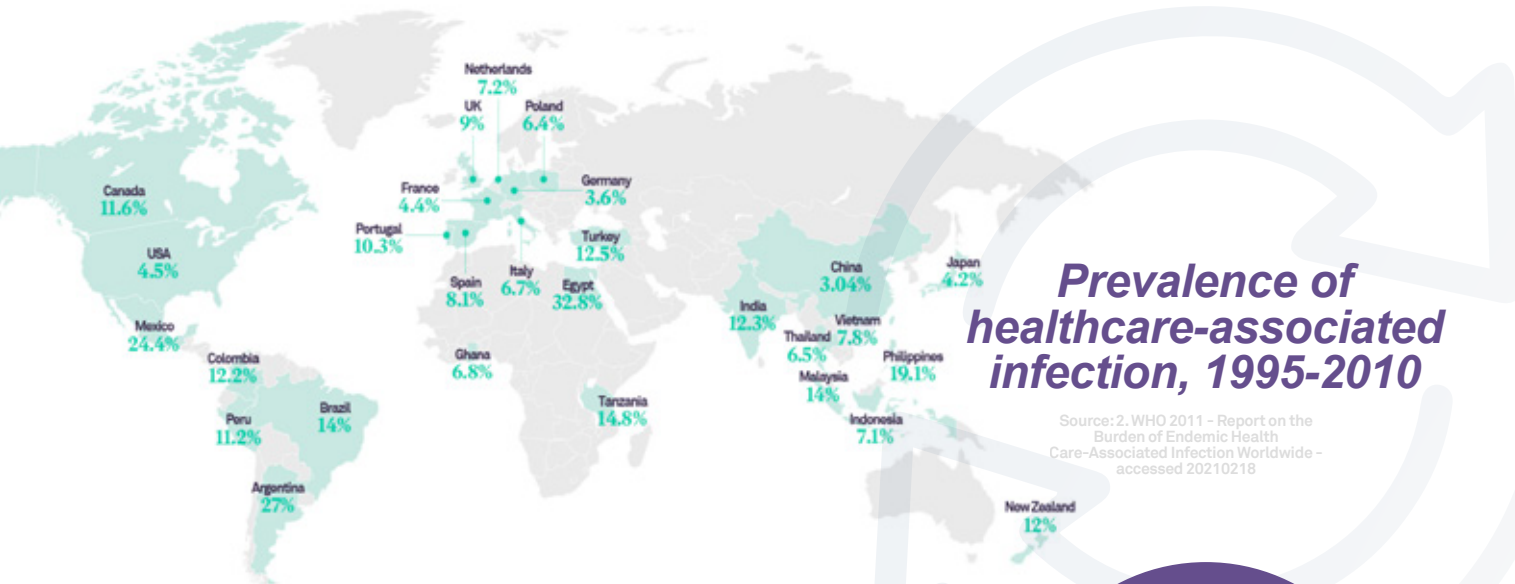 Netherlands
7.2%
UK
9%
Poland
6.4%
Canada
11.6%
France
4.4%
Germany
3.6%
Portugal
10.3%
USA
4.5%
Turkey
12.5%
Spain
8.1%
Italy
6.7%
Egypt
32.8%
China
3.04%
Japan
4.2%
India
12.3%
Mexico
24.4%
Vietnam
7.8%
Thailand
6.5%
Colombia
12.2%
Ghana
6.8%
Philippines
19.1%
Malaysia
14%
Brazil
14%
Peru
11.2%
Tanzania
14.8%
Indonesia
7.1%
Argentina
27%
New Zealand
12%
Prevalence of
healthcare-associated
infection, 1995-2010
Source: 2. WHO 2011 - Report on the
Burden of Endemic Health
Care-Associated Infection Worldwide -
accessed 20210218